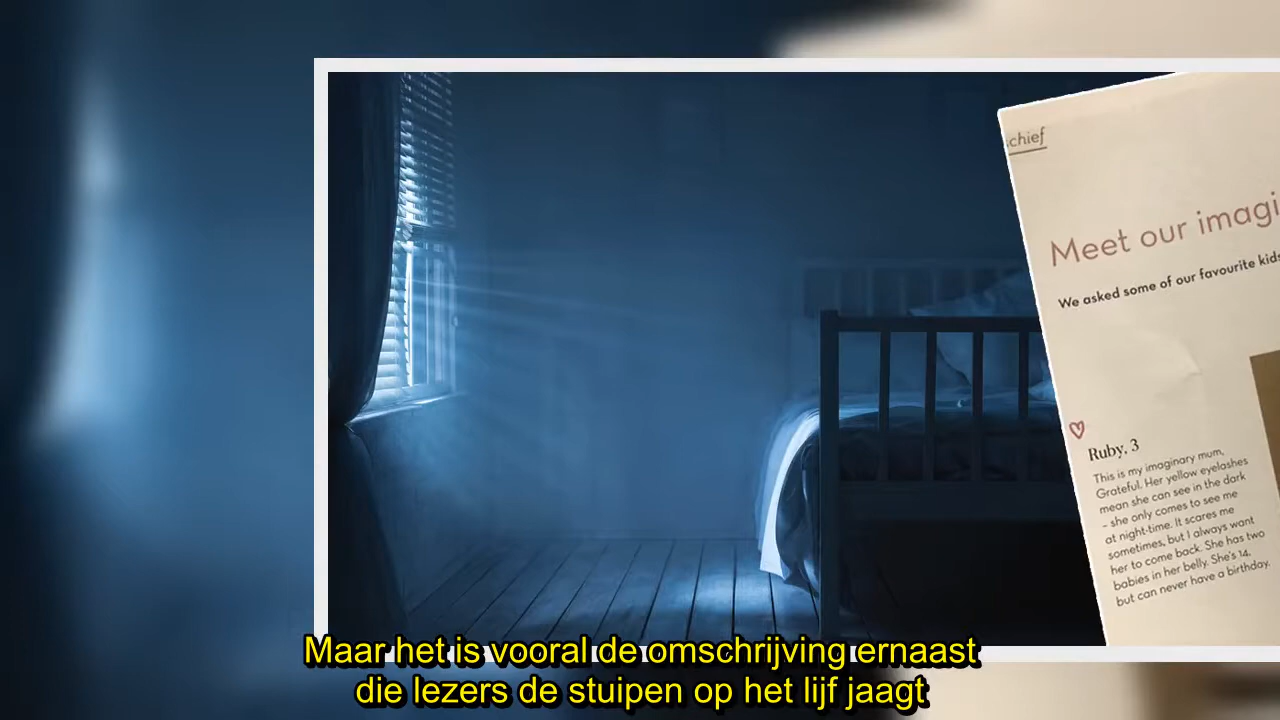 chief
Meet our imagi
We asked some of our favourite kids
Ruby, 3
This is my imaginary mum,
Grateful. Her yellow eyelashes
mean she can see in the dark
– she only comes to see me
at night-time. It scares me
sometimes, but I always want
her to come back. She has two
babies in her belly. She's 14,
but can never have a birthday.
Maar het is vooral de omschrijving ernaast
die lezers de stuipen op het lijf jaagt